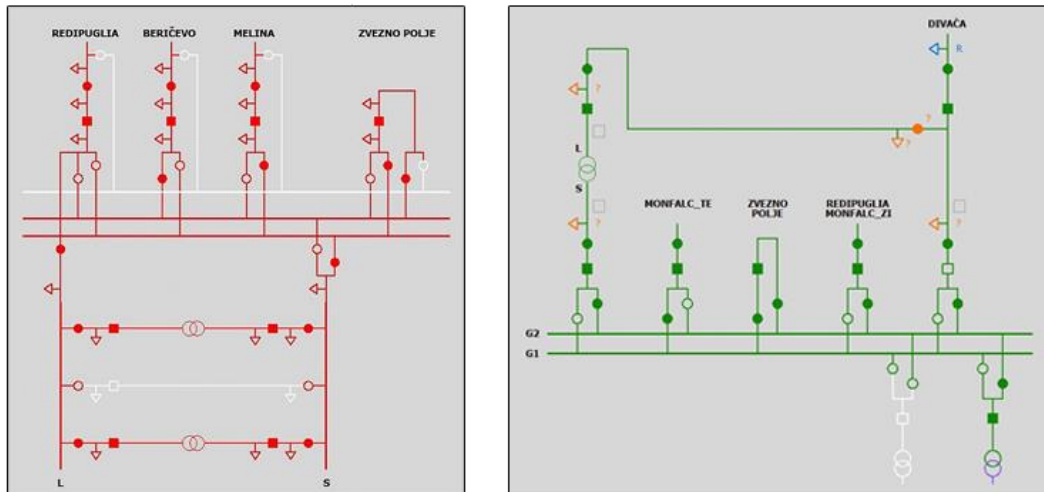 REDIPUGLIA BERIČEVO MELINA ZVEZNO POLJE
L S
DIVAČA
R
?
?
?
L
S
? ?
MONFALC_TE ZVEZNO REDIPUGLIA
POLJE MONFALC_ZI
G2
G1